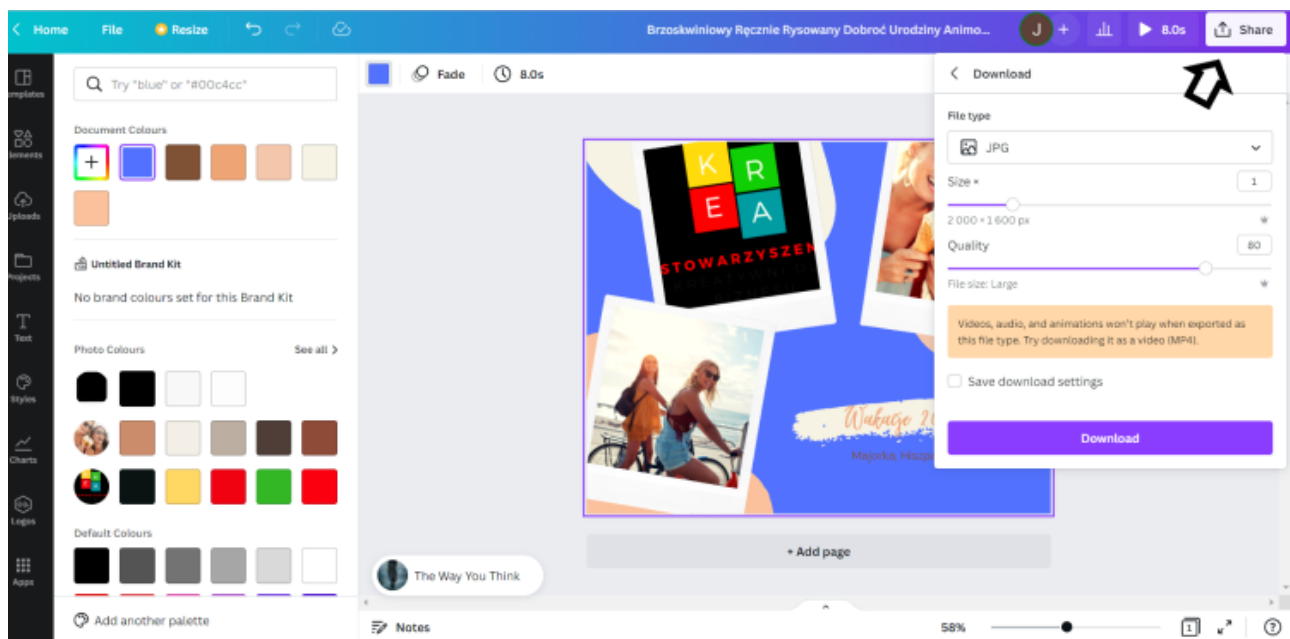 Home File Resize Brzoskwiniowy Ręcznie Rysowany Dobroć Urodziny Animo... J + 8.0s Share
Templates
Elements
Uploads
Projects
Text
Styles
Charts
Logos
Apps
Try "blue" or "#00c4cc"
Document Colours
+
Untitled Brand Kit
No brand colours set for this Brand Kit
Photo Colours See all
Default Colours
Add another palette
Fade 8.0s
K R
E A
STOWARZYSZEN
Wakacje 20
Majorka, Hiszp
+ Add page
The Way You Think
Notes
58%
1
?
Download
File type
JPG
Size × 1
2 000 × 1 600 px
Quality 80
File size: Large
Videos, audio, and animations won't play when exported as
this file type. Try downloading it as a video (MP4).
Save download settings
Download